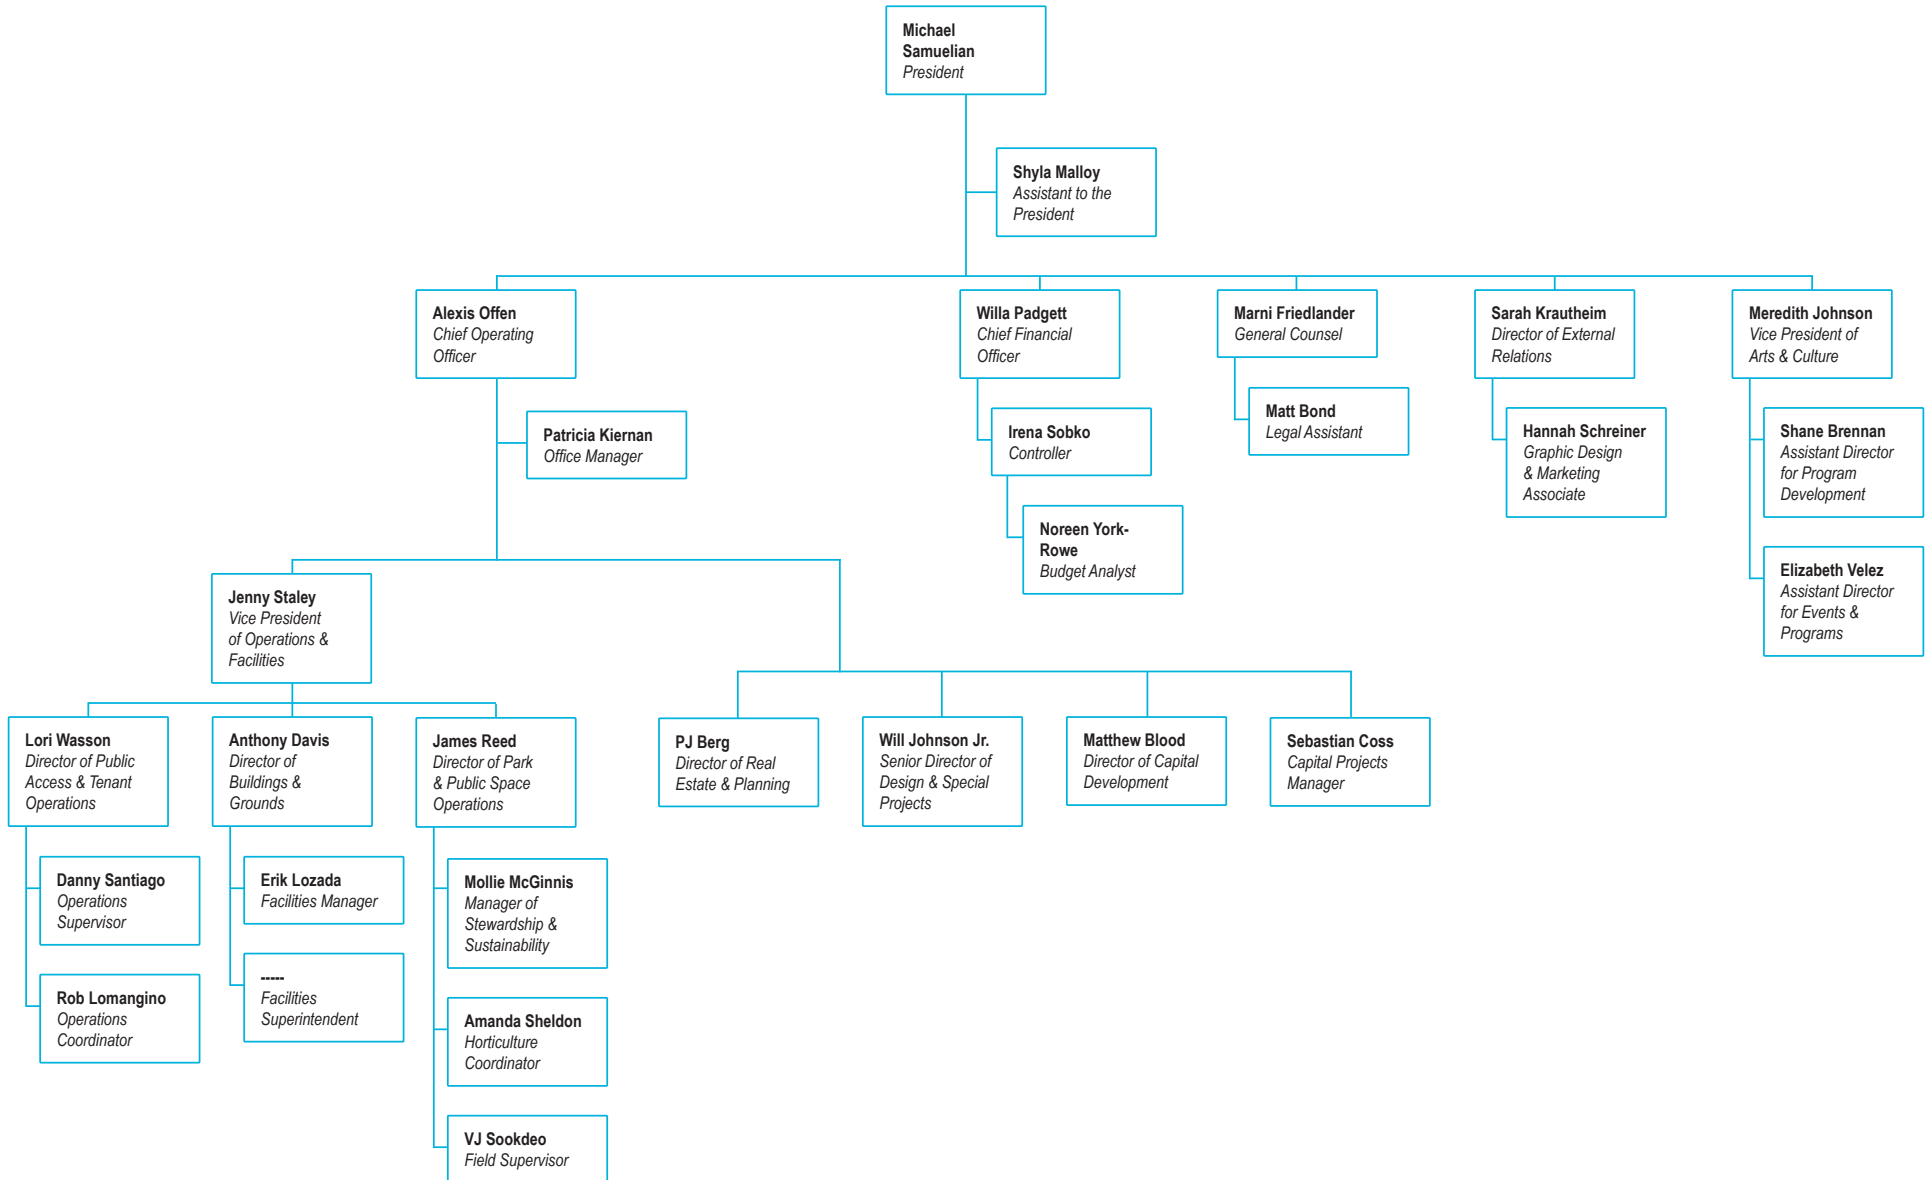 Michael
Samuelian
President
Shyla Malloy
Assistant to the
President
Alexis Offen
Chief Operating
Officer
Willa Padgett
Chief Financial
Officer
Marni Friedlander
General Counsel
Sarah Krautheim
Director of External
Relations
Meredith Johnson
Vice President of
Arts & Culture
Patricia Kiernan
Office Manager
Irena Sobko
Controller
Matt Bond
Legal Assistant
Hannah Schreiner
Graphic Design
& Marketing
Associate
Shane Brennan
Assistant Director
for Program
Development
Noreen York-
Rowe
Budget Analyst
Elizabeth Velez
Assistant Director
for Events &
Programs
Jenny Staley
Vice President
of Operations &
Facilities
Lori Wasson
Director of Public
Access & Tenant
Operations
Anthony Davis
Director of
Buildings &
Grounds
James Reed
Director of Park
& Public Space
Operations
PJ Berg
Director of Real
Estate & Planning
Will Johnson Jr.
Senior Director of
Design & Special
Projects
Matthew Blood
Director of Capital
Development
Sebastian Coss
Capital Projects
Manager
Danny Santiago
Operations
Supervisor
Erik Lozada
Facilities Manager
Mollie McGinnis
Manager of
Stewardship &
Sustainability
Rob Lomangino
Operations
Coordinator
-----
Facilities
Superintendent
Amanda Sheldon
Horticulture
Coordinator
VJ Sookdeo
Field Supervisor